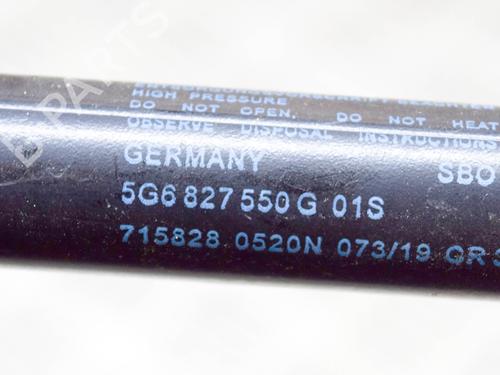 HIGH PRESSURE
DO NOT OPEN. DO NOT HEAT
OBSERVE DISPOSAL INSTRUCTIONS
GERMANY SBO
5G6 827 550 G 01S
715828 0520N 073/19 GR